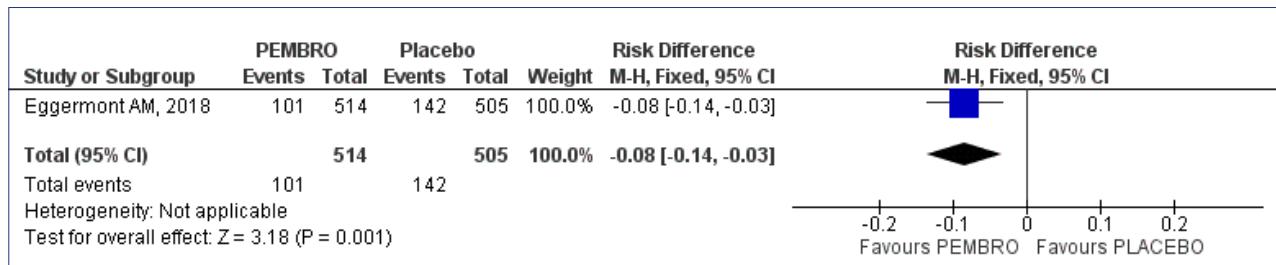 PEMBRO Placebo Risk Difference Risk Difference
Study or Subgroup Events Total Events Total Weight M-H, Fixed, 95% CI M-H, Fixed, 95% CI
Eggermont AM, 2018 101 514 142 505 100.0% -0.08 [-0.14, -0.03]
Total (95% CI) 514 505 100.0% -0.08 [-0.14, -0.03]
Total events 101 142
Heterogeneity: Not applicable
Test for overall effect: Z = 3.18 (P = 0.001)
-0.2 -0.1 0 0.1 0.2
Favours PEMBRO Favours PLACEBO